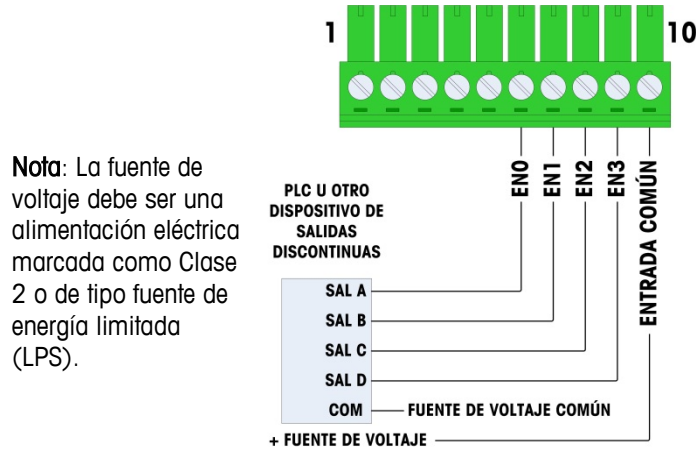 1
10
Nota: La fuente de
voltaje debe ser una
alimentación eléctrica
marcada como Clase
2 o de tipo fuente de
energía limitada
(LPS).
EN0
EN1
EN2
EN3
ENTRADA COMÚN
PLC U OTRO
DISPOSITIVO DE
SALIDAS
DISCONTINUAS
SAL A
SAL B
SAL C
SAL D
COM
FUENTE DE VOLTAJE COMÚN
+ FUENTE DE VOLTAJE